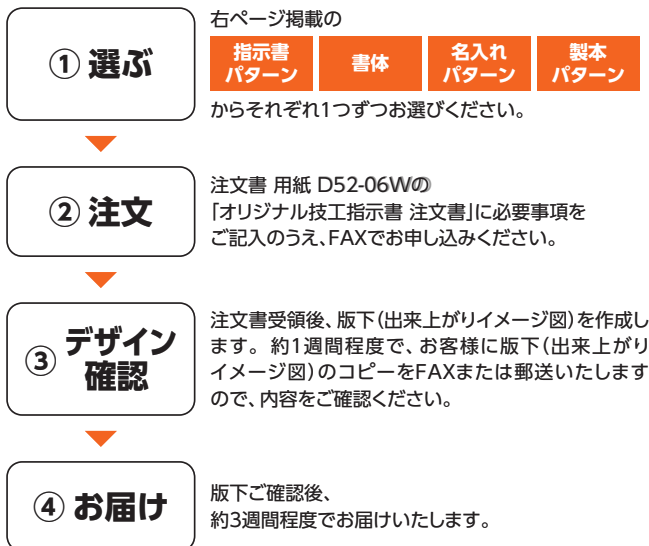 ① 選ぶ
右ページ掲載の
指示書
パターン
書体
名入れ
パターン
製本
パターン
からそれぞれ1つずつお選びください。
② 注文
注文書 用紙 D52-06Wの
「オリジナル技工指示書 注文書」に必要事項を
ご記入のうえ、FAXでお申し込みください。
③ デザイン
確認
注文書受領後、版下(出来上がりイメージ図)を作成し
ます。約1週間程度で、お客様に版下(出来上がり
イメージ図)のコピーをFAXまたは郵送いたします
ので、内容をご確認ください。
④ お届け
版下ご確認後、
約3週間程度でお届けいたします。